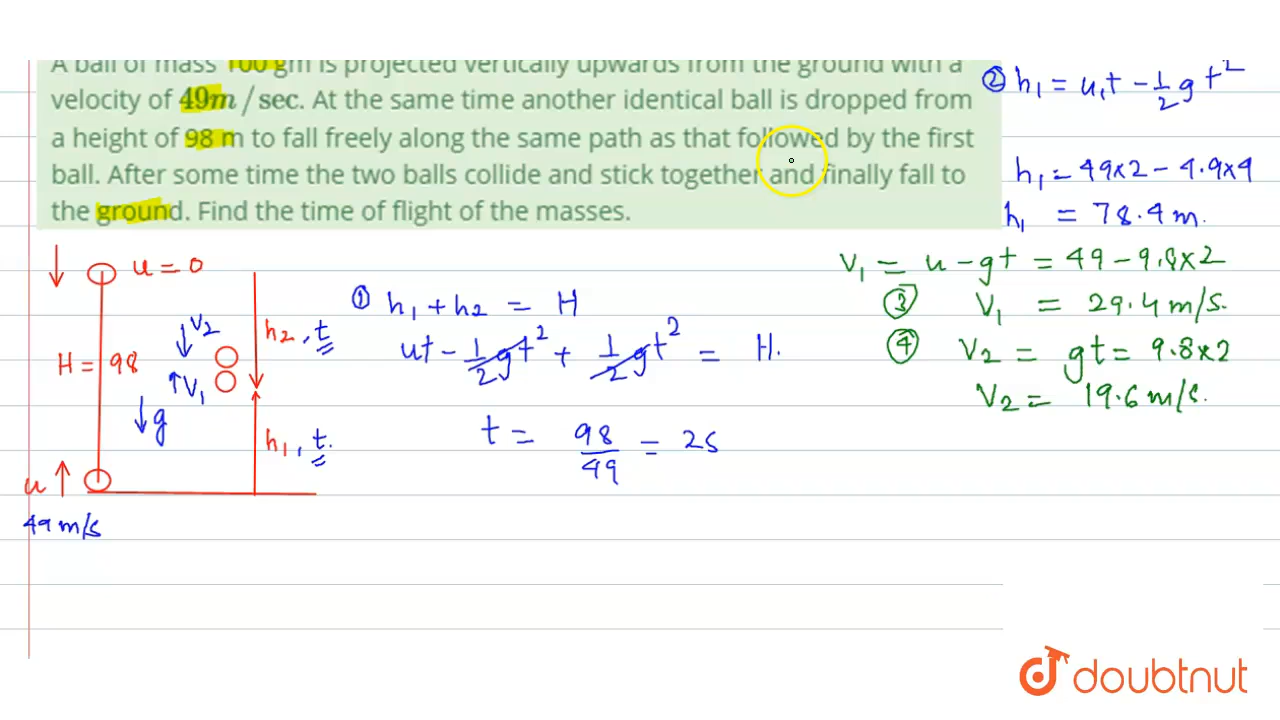 A ball of mass 100 gm is projected vertically upwards from the ground with a
velocity of 49m/sec. At the same time another identical ball is dropped from
a height of 98 m to fall freely along the same path as that followed by the first
ball. After some time the two balls collide and stick together and finally fall to
the ground. Find the time of flight of the masses.
② h₁ = u₁t - 1/2 g t²
h₁ = 49×2 - 4.9×4
h₁ = 78.4 m.
V₁ = u - gt = 49 - 9.8×2
③ V₁ = 29.4 m/s.
④ V₂ = gt = 9.8×2
V₂ = 19.6 m/s.
u = 0
① h₁ + h₂ = H
ut - 1/2 gt² + 1/2 gt² = H.
t = 98/49 = 2s
H = 98
V₂
V₁
g
h₂, t
h₁, t.
u
49 m/s
doubtnut